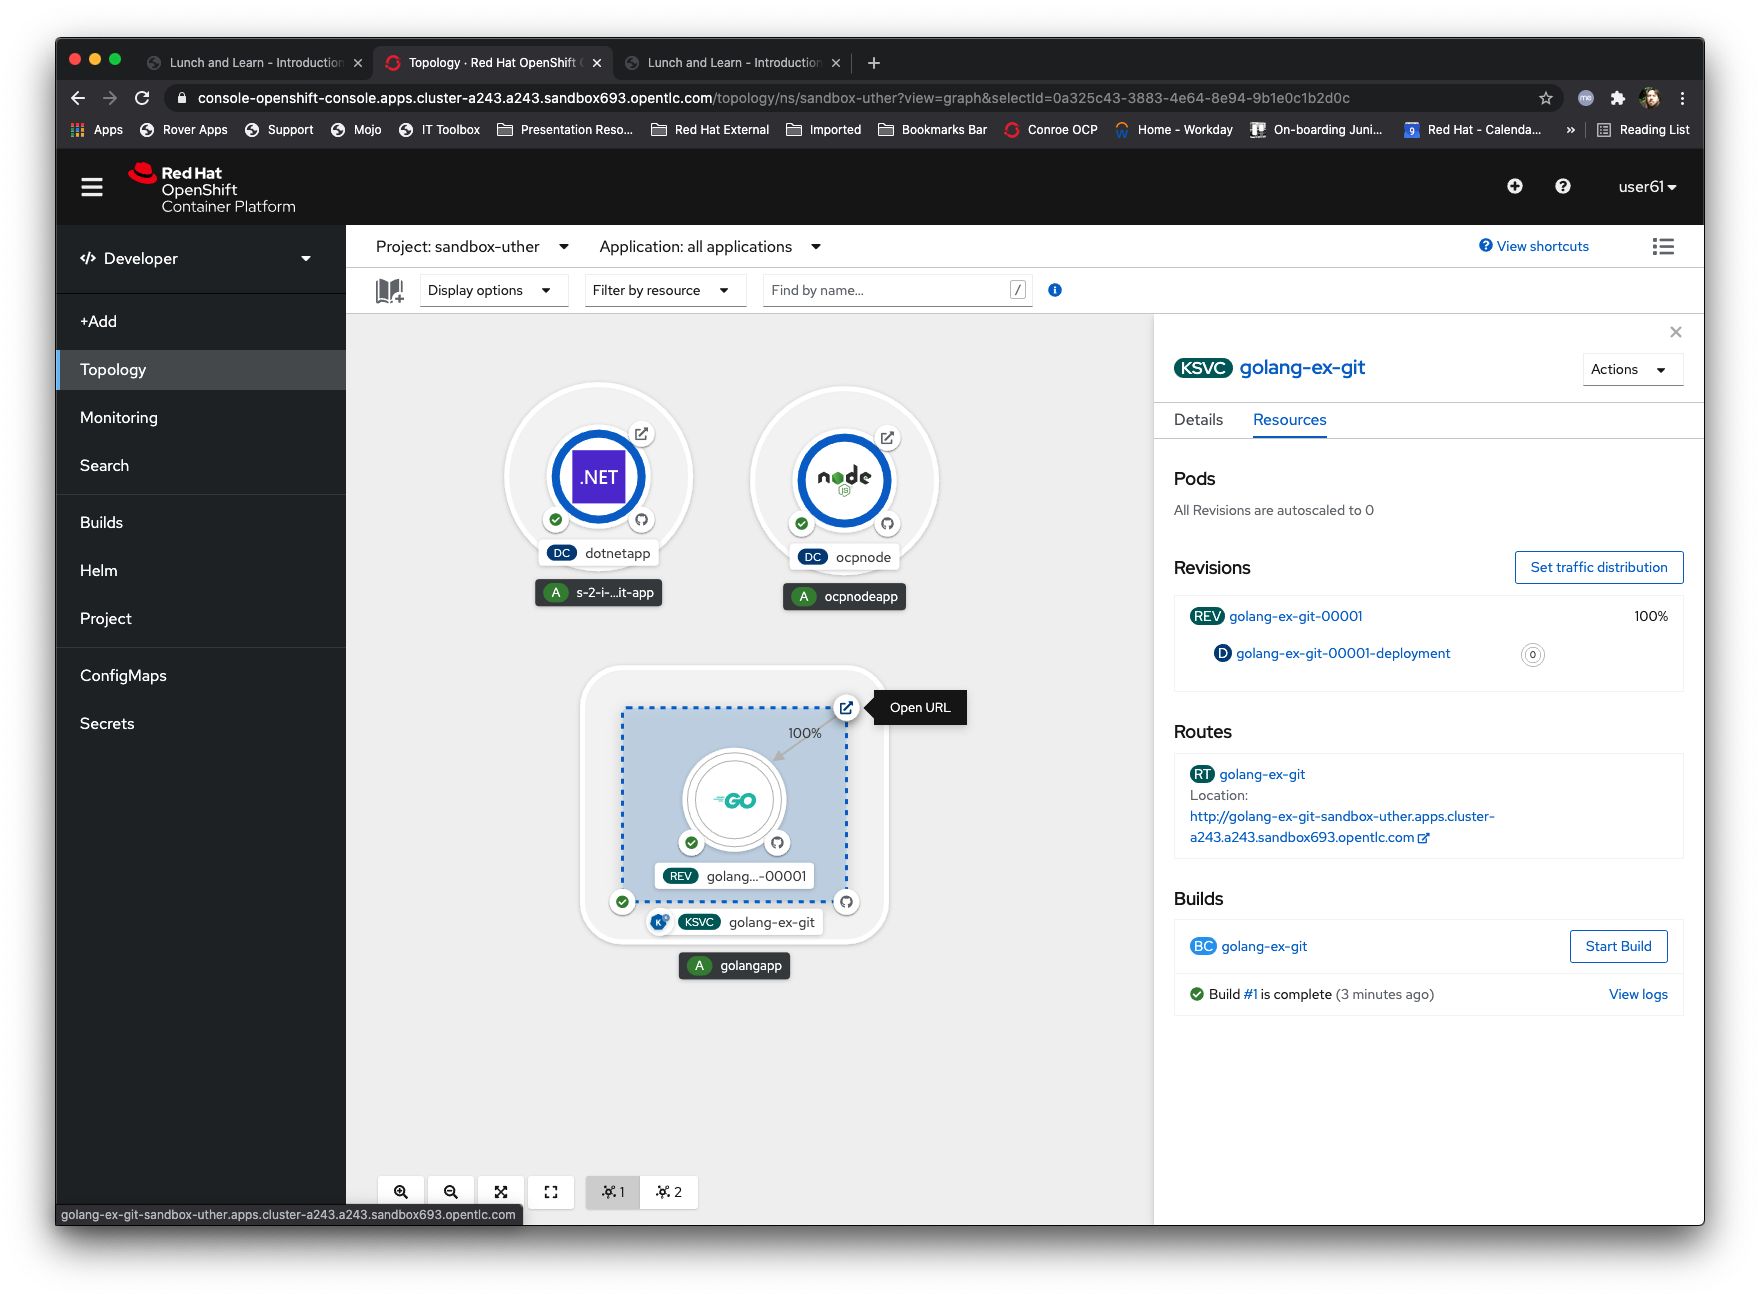 Lunch and Learn - Introduction
Topology · Red Hat OpenShift
Lunch and Learn - Introduction
console-openshift-console.apps.cluster-a243.a243.sandbox693.opentlc.com/topology/ns/sandbox-uther?view=graph&selectId=0a325c43-3883-4e64-8e94-9b1e0c1b2d0c
Apps Rover Apps Support Mojo IT Toolbox Presentation Reso... Red Hat External Imported Bookmarks Bar Conroe OCP Home - Workday On-boarding Juni... Red Hat - Calenda... » Reading List
Red Hat
OpenShift
Container Platform
user61
Developer
+Add
Topology
Monitoring
Search
Builds
Helm
Project
ConfigMaps
Secrets
Project: sandbox-uther
Application: all applications
View shortcuts
Display options
Filter by resource
Find by name...
/
.NET
DC dotnetapp
A s-2-i-...it-app
node
JS
DC ocpnode
A ocpnodeapp
Open URL
100%
GO
REV golang...-00001
KSVC golang-ex-git
A golangapp
1
2
golang-ex-git-sandbox-uther.apps.cluster-a243.a243.sandbox693.opentlc.com
KSVC golang-ex-git
Actions
Details Resources
Pods
All Revisions are autoscaled to 0
Revisions
Set traffic distribution
REV golang-ex-git-00001 100%
D golang-ex-git-00001-deployment 0
Routes
RT golang-ex-git
Location:
http://golang-ex-git-sandbox-uther.apps.cluster-
a243.a243.sandbox693.opentlc.com
Builds
BC golang-ex-git
Start Build
Build #1 is complete (3 minutes ago)
View logs